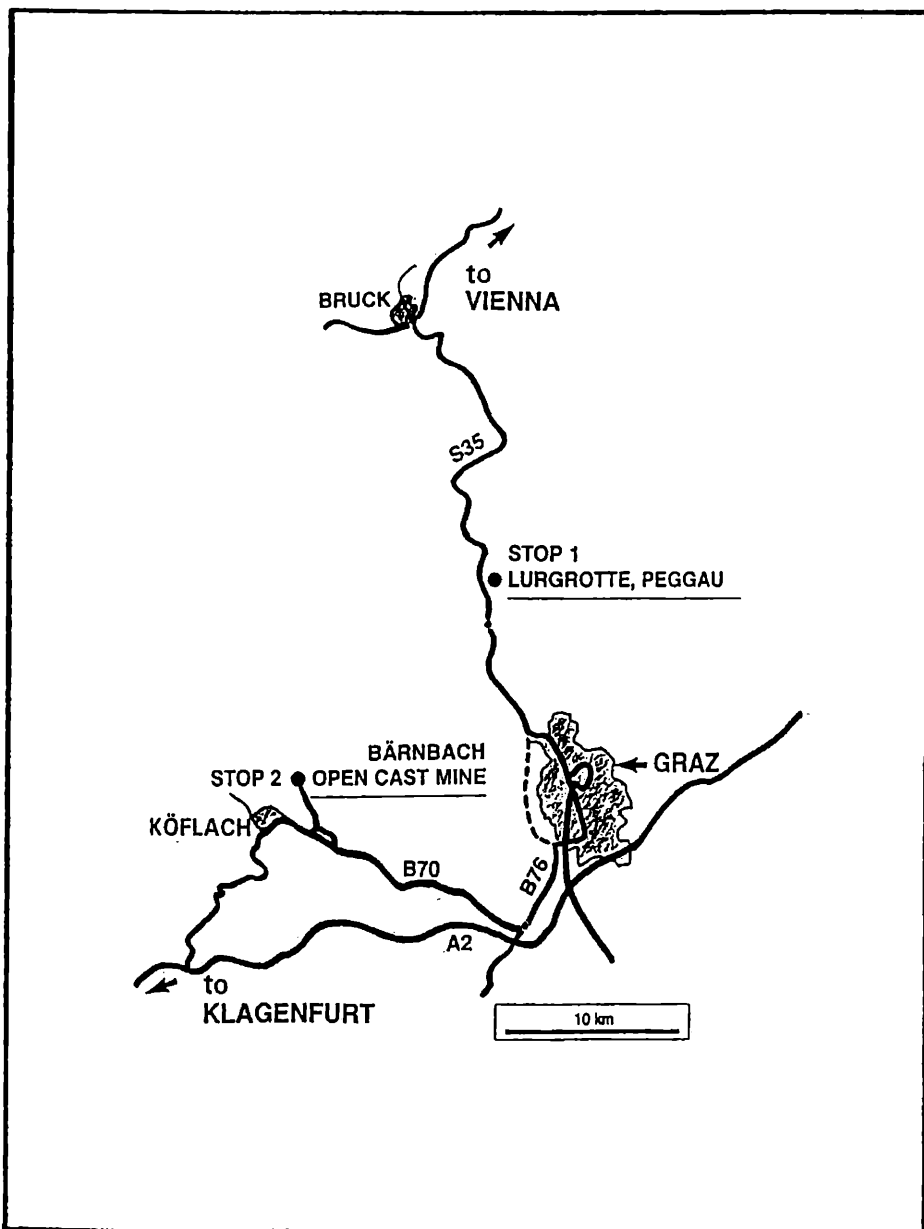 BRUCK
to
VIENNA
S35
STOP 1
LURGROTTE, PEGGAU
BÄRNBACH
STOP 2
OPEN CAST MINE
GRAZ
KÖFLACH
B70
B76
A2
to
KLAGENFURT
10 km